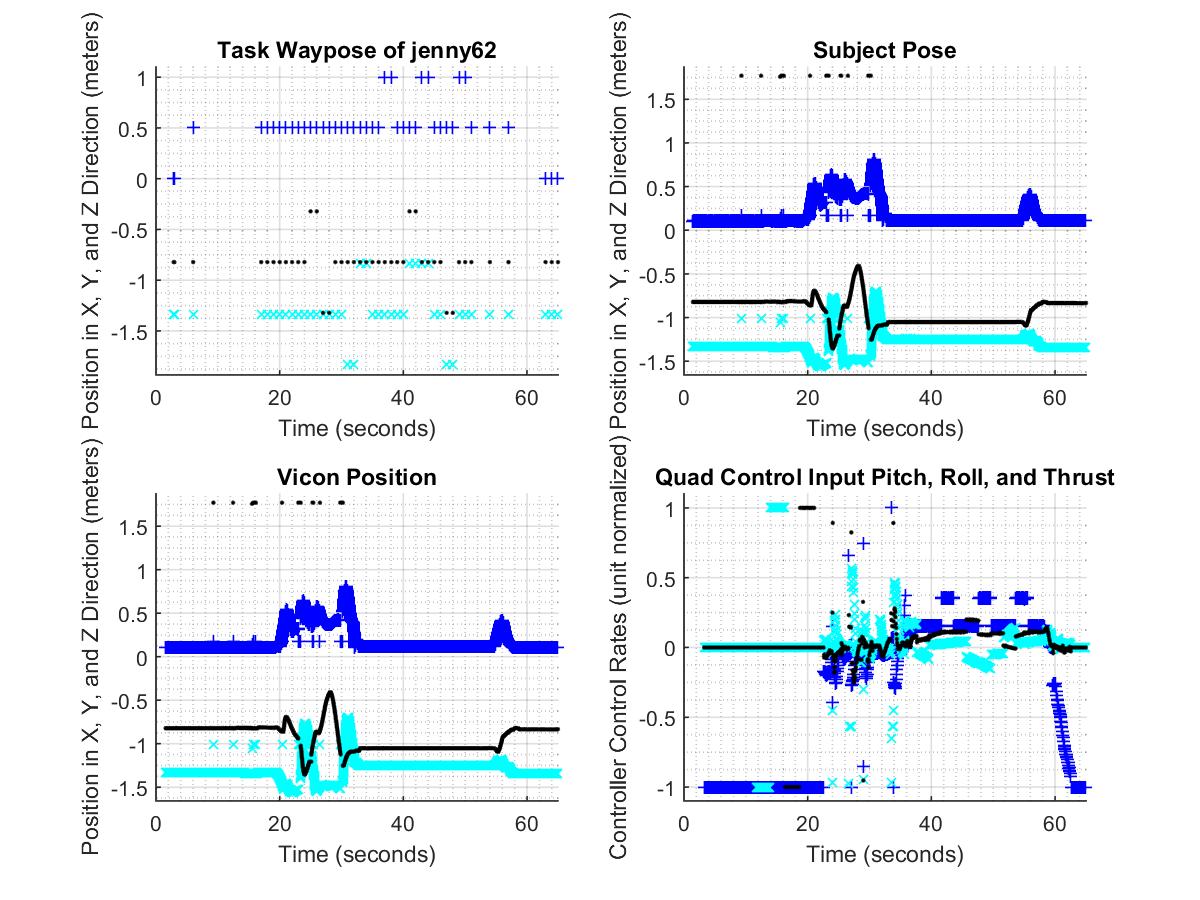 Task Waypose of jenny62
Position in X, Y, and Z Direction (meters)
1
0.5
0
-0.5
-1
-1.5
0 20 40 60
Time (seconds)
Subject Pose
Position in X, Y, and Z Direction (meters)
1.5
1
0.5
0
-0.5
-1
-1.5
0 20 40 60
Time (seconds)
Vicon Position
Position in X, Y, and Z Direction (meters)
1.5
1
0.5
0
-0.5
-1
-1.5
0 20 40 60
Time (seconds)
Quad Control Input Pitch, Roll, and Thrust
Controller Control Rates (unit normalized)
1
0.5
0
-0.5
-1
0 20 40 60
Time (seconds)